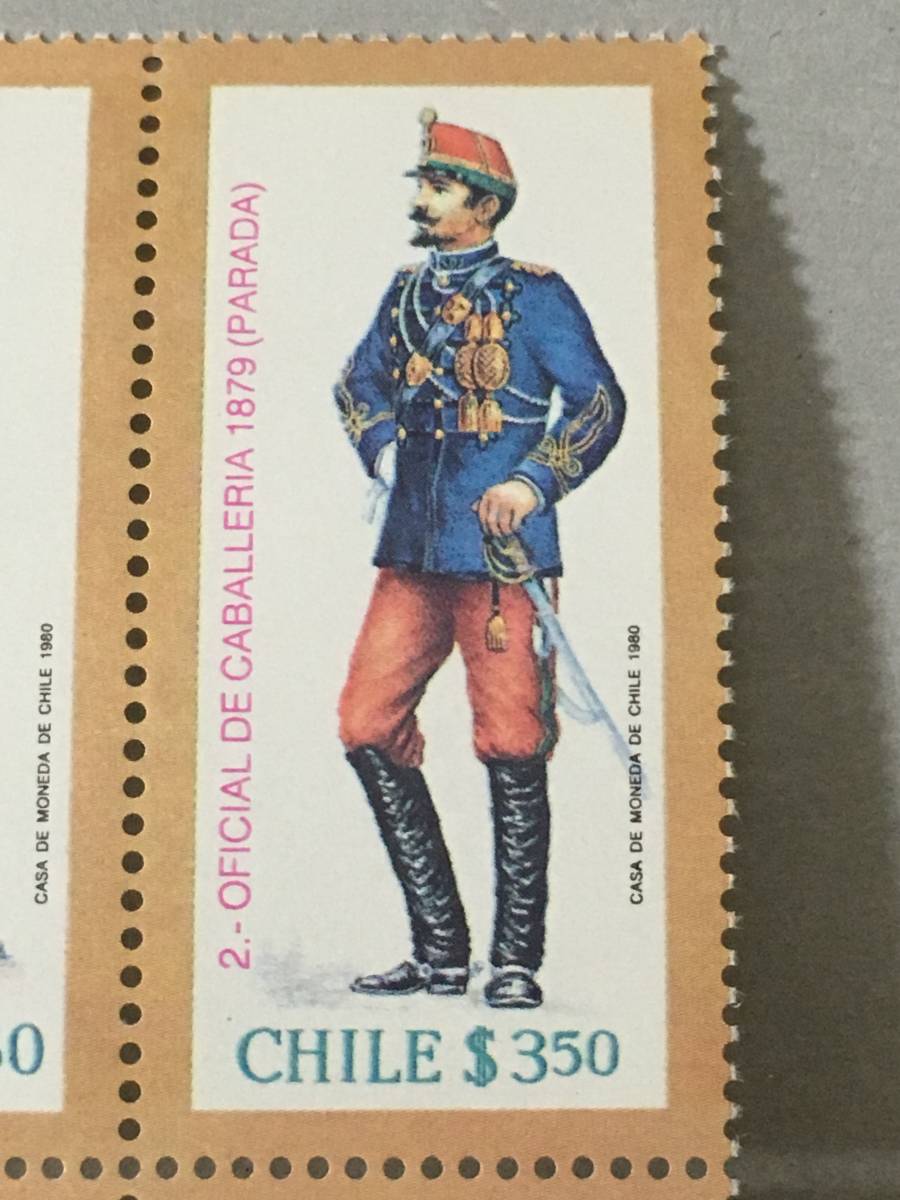 2.- OFICIAL DE CABALLERIA 1879 (PARADA)
CASA DE MONEDA DE CHILE 1980
CHILE $350
CASA DE MONEDA DE CHILE 1980